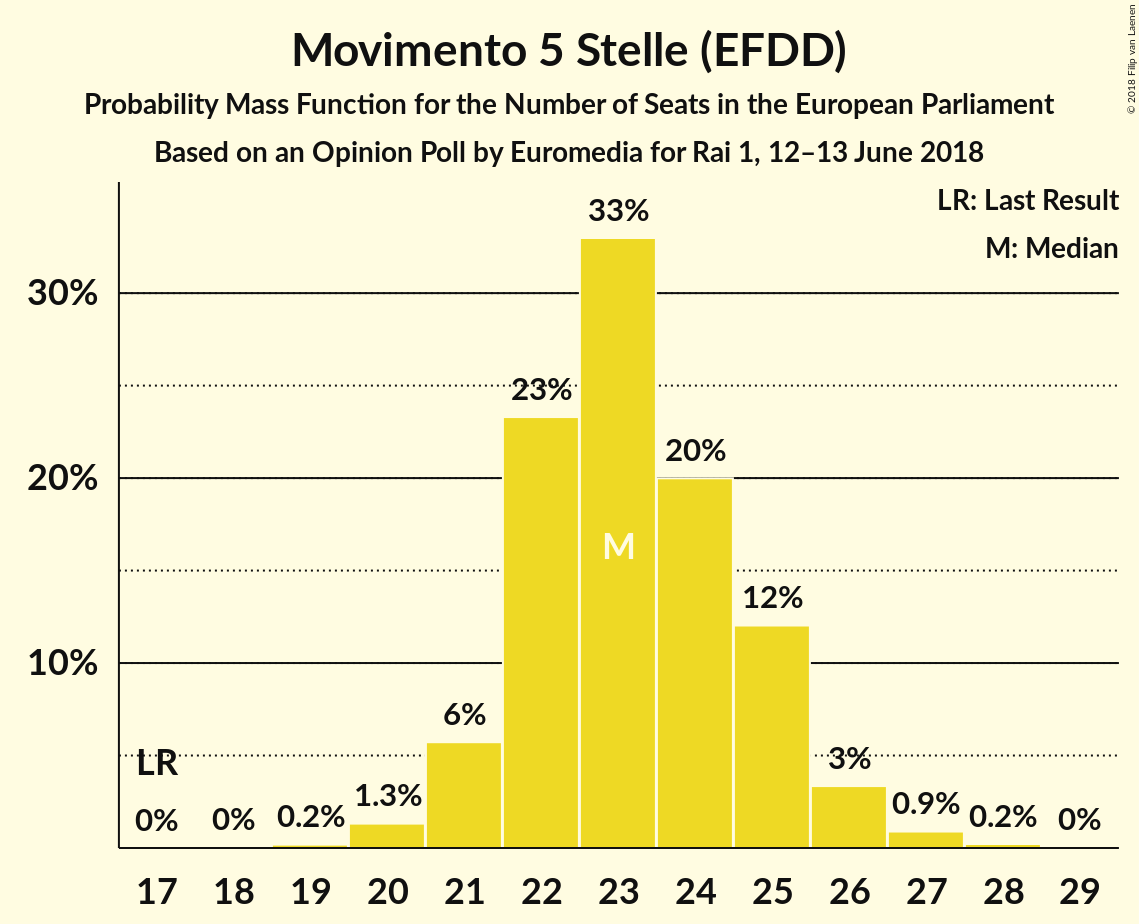 Movimento 5 Stelle (EFDD)
Probability Mass Function for the Number of Seats in the European Parliament
Based on an Opinion Poll by Euromedia for Rai 1, 12–13 June 2018
© 2018 Filip van Laenen
LR: Last Result
M: Median
33%
30%
23%
20%
20%
M
12%
10%
6%
LR
3%
1.3%
0.9%
0%
0%
0.2%
0.2%
0%
17 18 19 20 21 22 23 24 25 26 27 28 29